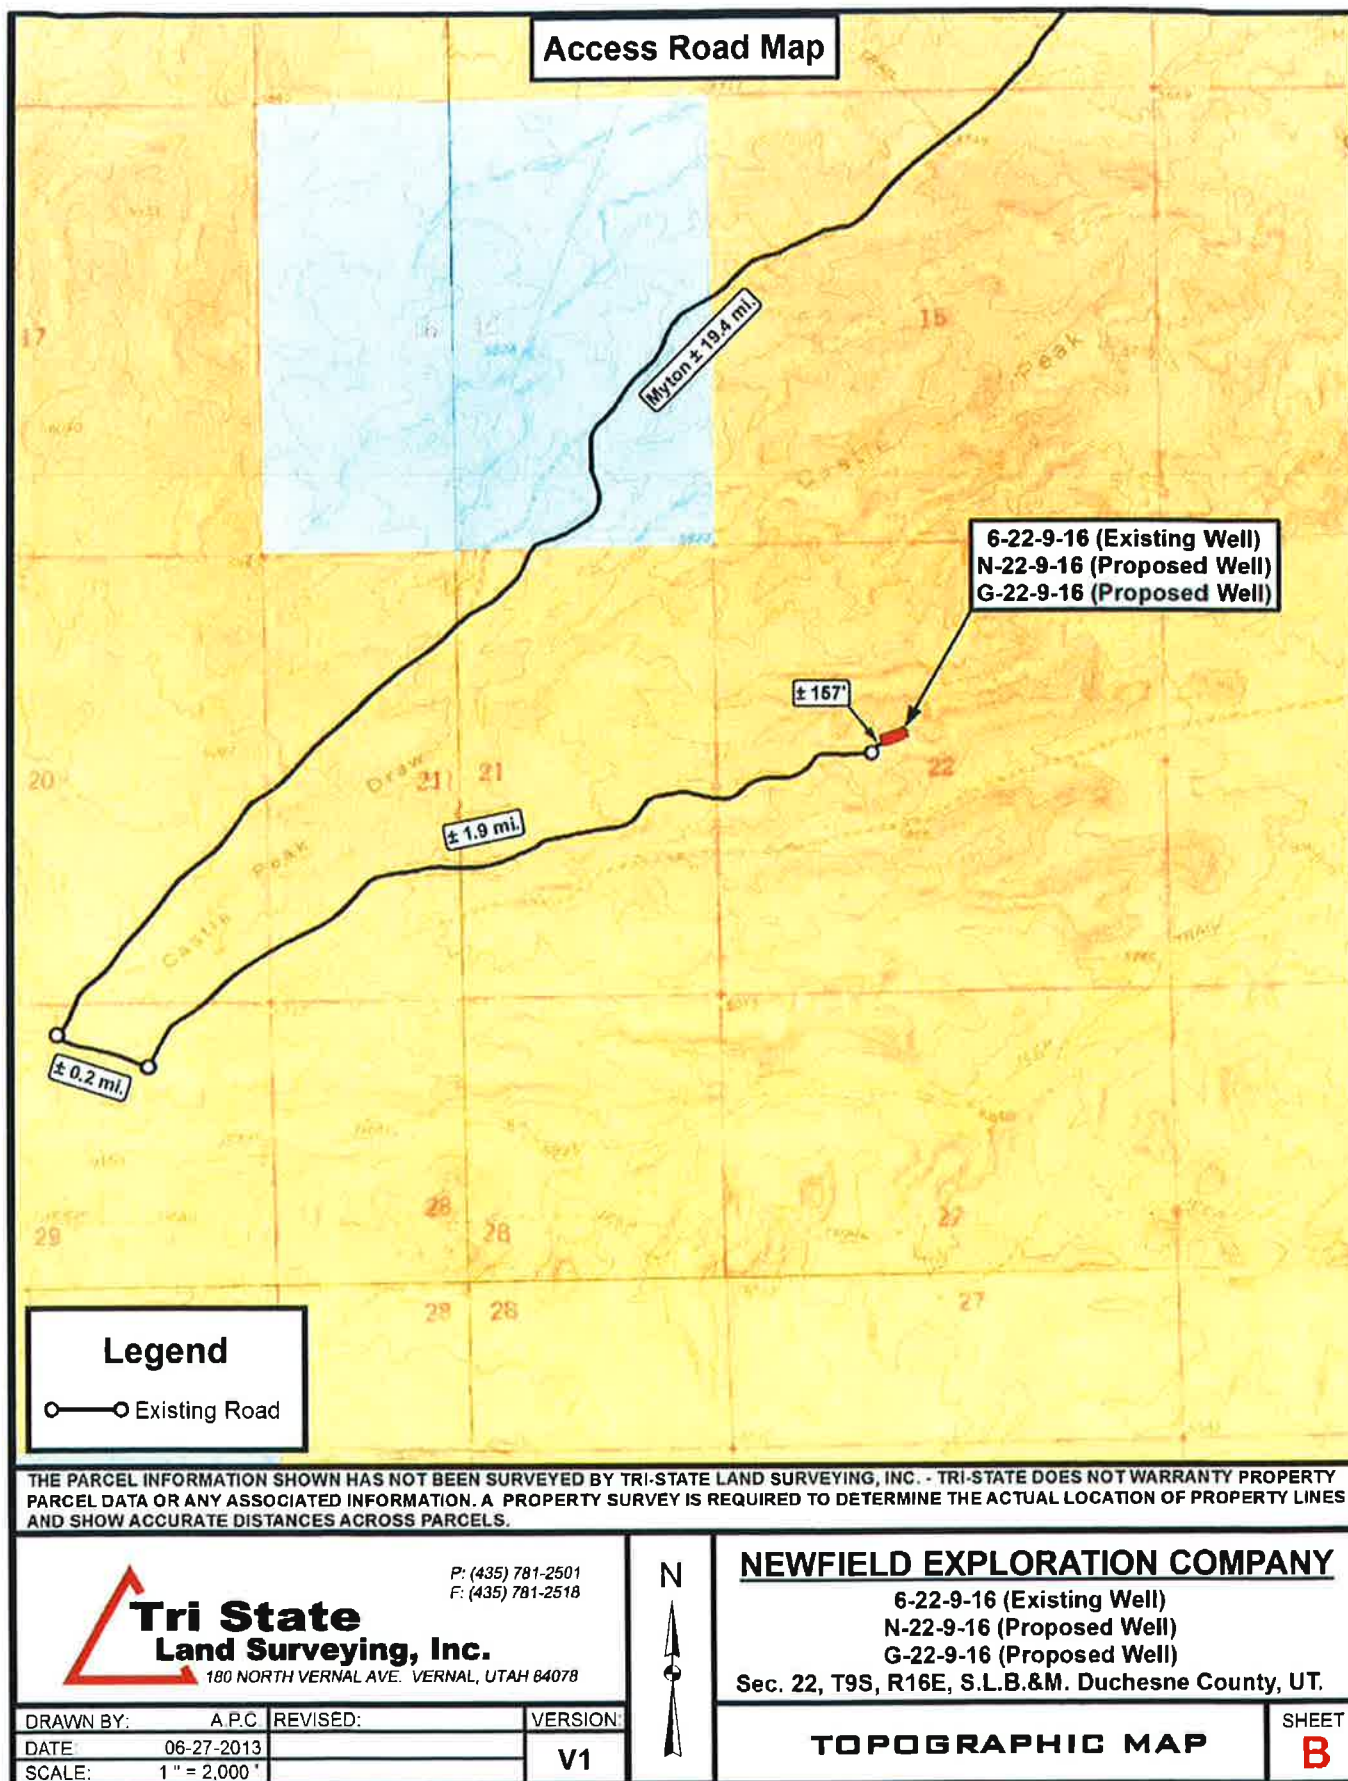 Access Road Map
17
16
15
Myton ± 19.4 mi.
Castle Peak
6-22-9-16 (Existing Well)
N-22-9-16 (Proposed Well)
G-22-9-16 (Proposed Well)
± 157'
22
20
21
21
Castle Peak Draw
± 1.9 mi.
TRAIL
± 0.2 mi.
28
28
27
29
28
27
Legend
Existing Road
THE PARCEL INFORMATION SHOWN HAS NOT BEEN SURVEYED BY TRI-STATE LAND SURVEYING, INC. - TRI-STATE DOES NOT WARRANTY PROPERTY
PARCEL DATA OR ANY ASSOCIATED INFORMATION. A PROPERTY SURVEY IS REQUIRED TO DETERMINE THE ACTUAL LOCATION OF PROPERTY LINES
AND SHOW ACCURATE DISTANCES ACROSS PARCELS.
P: (435) 781-2501
F: (435) 781-2518
Tri State
Land Surveying, Inc.
180 NORTH VERNAL AVE. VERNAL, UTAH 84078
N
NEWFIELD EXPLORATION COMPANY
6-22-9-16 (Existing Well)
N-22-9-16 (Proposed Well)
G-22-9-16 (Proposed Well)
Sec. 22, T9S, R16E, S.L.B.&M. Duchesne County, UT.
DRAWN BY: A.P.C. REVISED: VERSION:
DATE: 06-27-2013
V1
SCALE: 1 " = 2,000 '
TOPOGRAPHIC MAP
SHEET
B